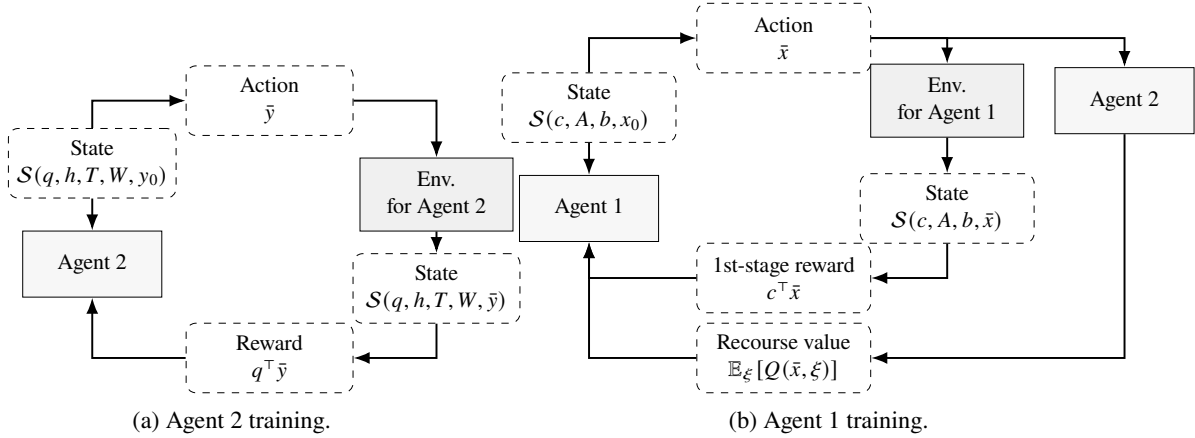 Action
ȳ
State
𝒮(q, h, T, W, y₀)
Env.
for Agent 2
Agent 2
State
𝒮(q, h, T, W, ȳ)
Reward
q⊤ȳ
(a) Agent 2 training.
Action
x̄
State
𝒮(c, A, b, x₀)
Env.
for Agent 1
Agent 2
Agent 1
State
𝒮(c, A, b, x̄)
1st-stage reward
c⊤x̄
Recourse value
𝔼_ξ[Q(x̄, ξ)]
(b) Agent 1 training.